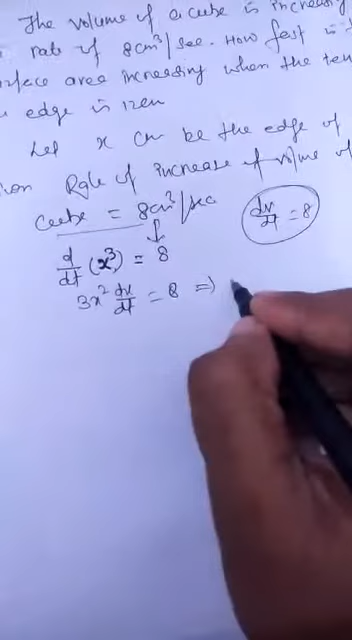 The volume of a cube is increasing
rate of 8cm³/sec. How fast is
surface area increasing when the len
edge is 12cm
Let x cm be the edge of
Rate of increase of volume of
cube = 8cm³/sec
dv/dt = 8
d/dt (x³) = 8
3x² dx/dt = 8 ⇒